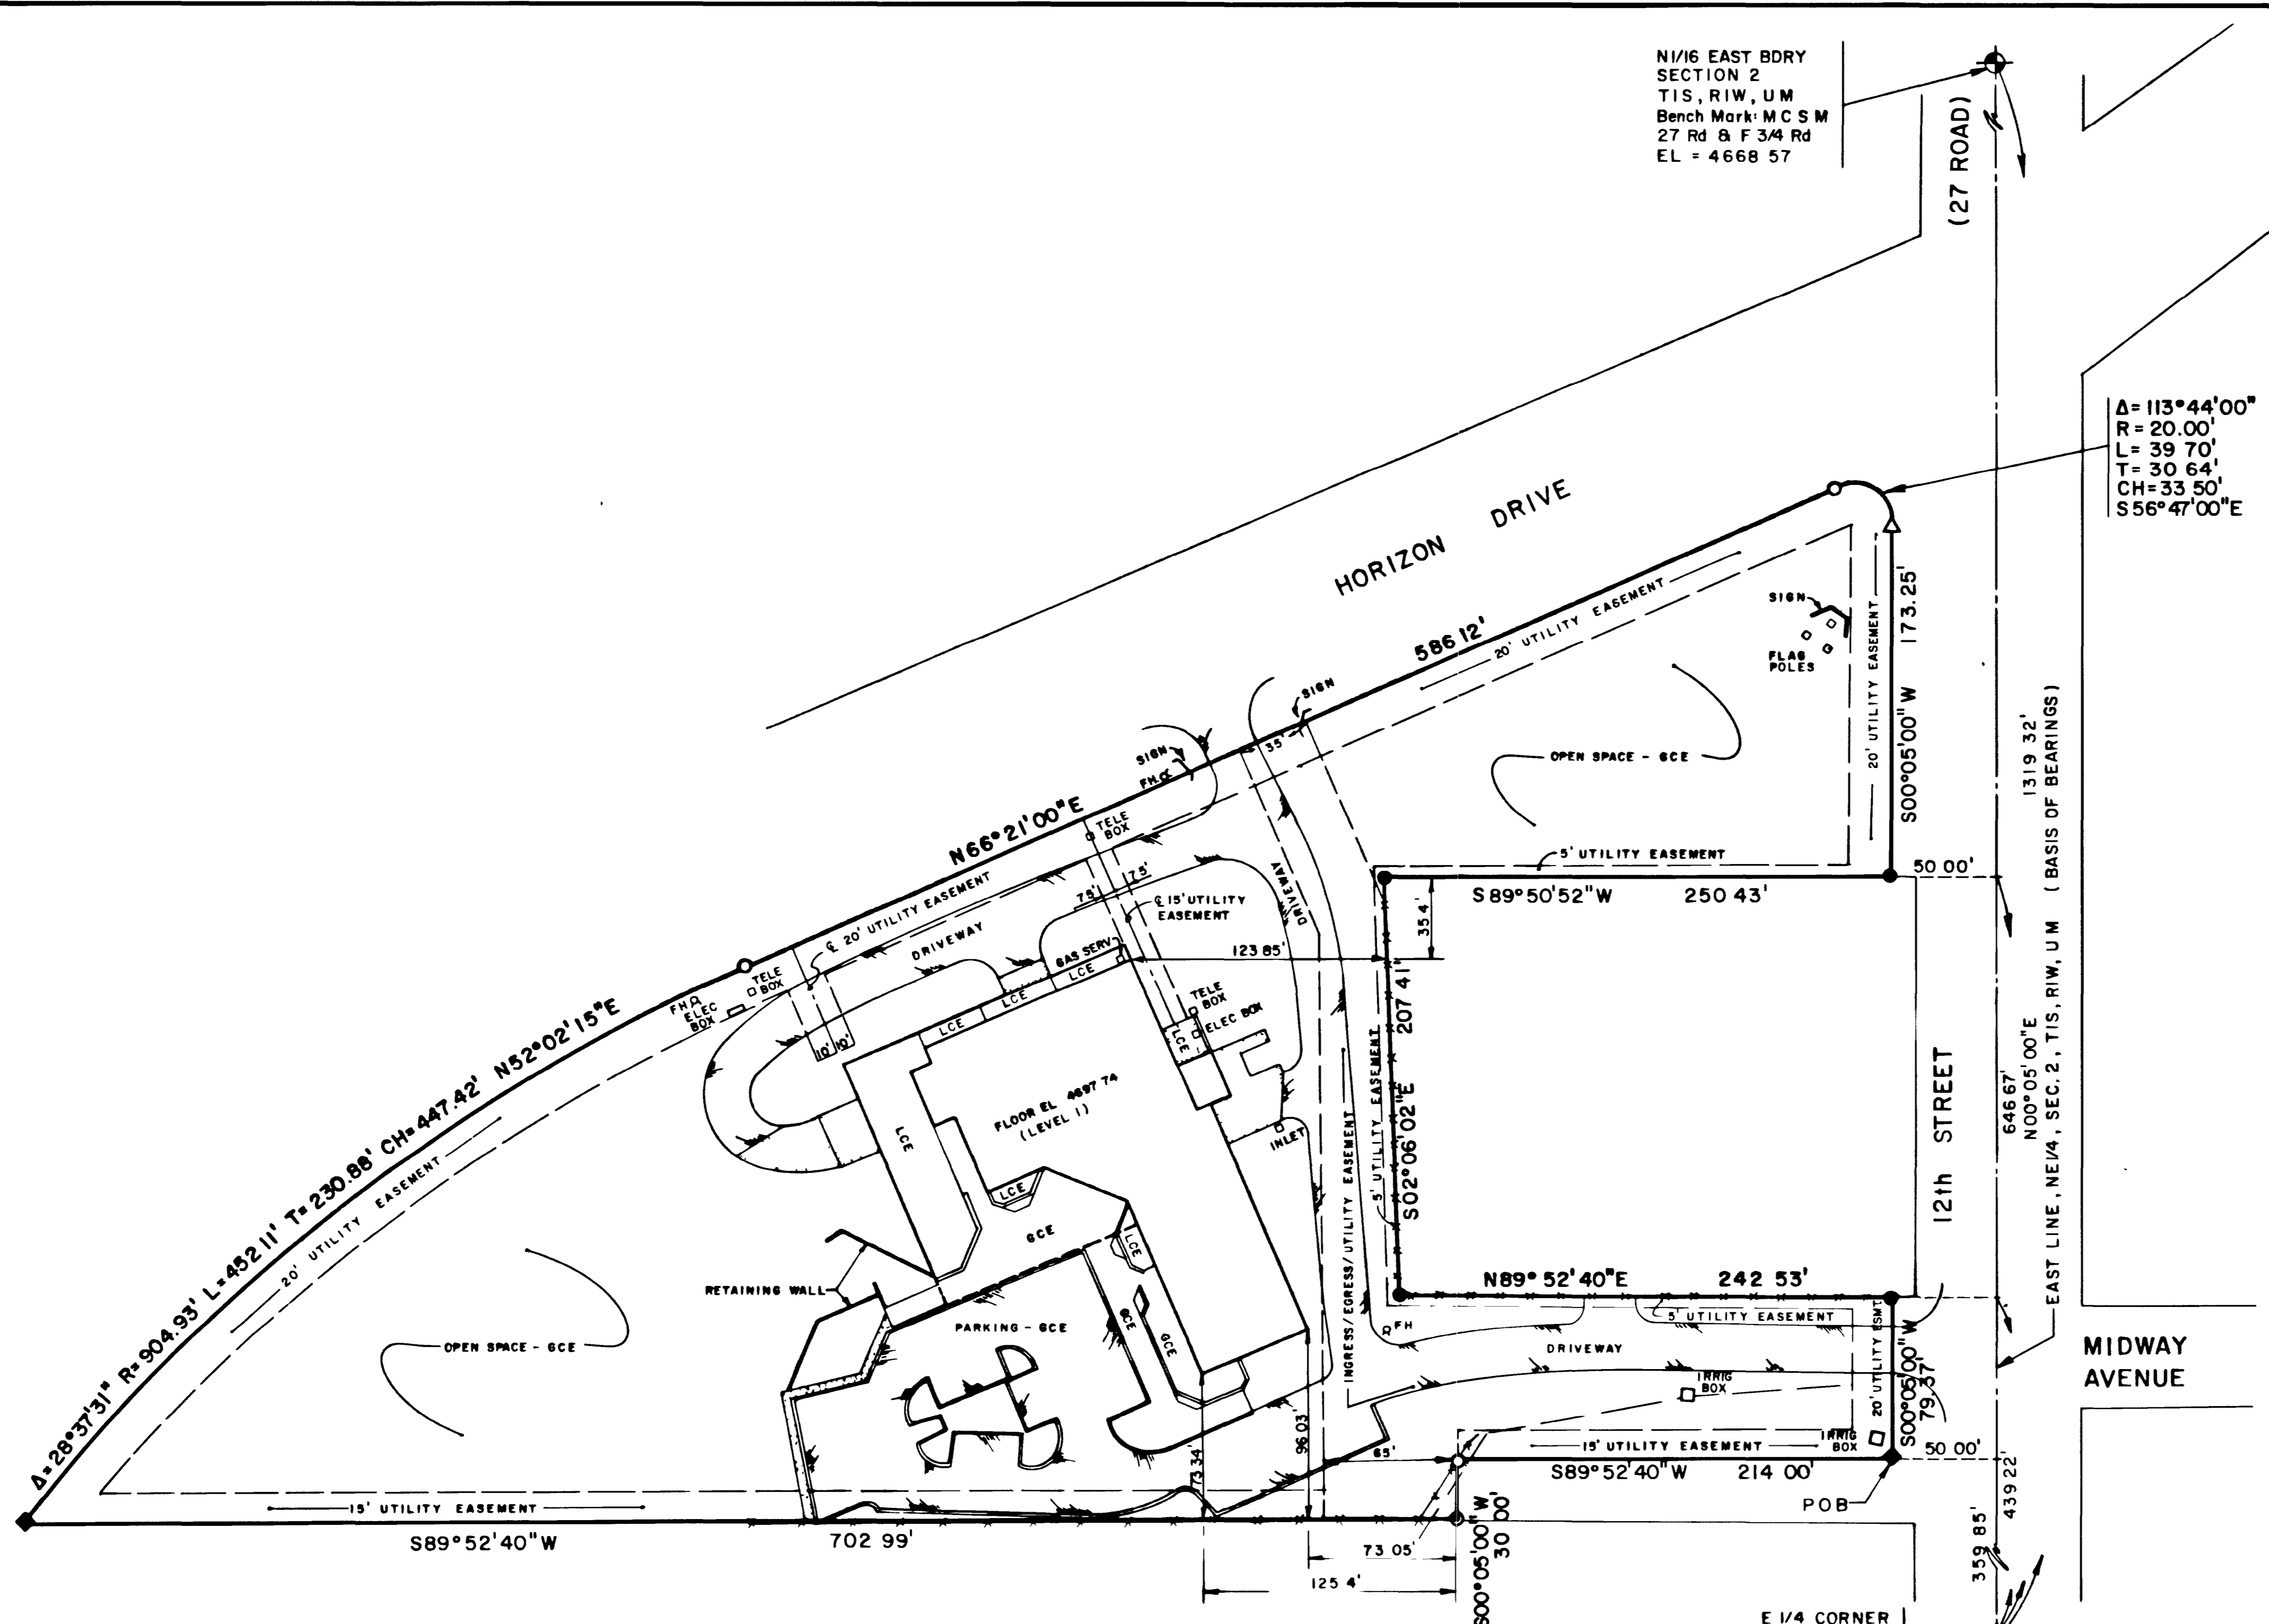 N1/16 EAST BDRY
SECTION 2
T1S, R1W, UM
Bench Mark: MCSM
27 Rd & F 3/4 Rd
EL = 4668 57
(27 ROAD)
Δ=113°44'00"
R=20.00'
L=39 70'
T=30 64'
CH=33 50'
S56°47'00"E
HORIZON DRIVE
586 12'
20' UTILITY EASEMENT
SIGN
FLAG
POLES
20' UTILITY EASEMENT
S00°05'00"W 173.25'
SIGN
35'
SIGN
FH
OPEN SPACE - GCE
1319 32'
EAST LINE, NE1/4, SEC. 2, T1S, R1W, UM (BASIS OF BEARINGS)
N66°21'00"E
TELE
BOX
5' UTILITY EASEMENT
50 00'
S89°50'52"W 250 43'
35 4'
20' UTILITY EASEMENT
℄ 20' UTILITY EASEMENT
DRIVEWAY
7 5'
7 5'
℄ 15' UTILITY
EASEMENT
DRIVEWAY
GAS SERV
123 85'
LCE
LCE
LCE
TELE
BOX
FH
ELEC
BOX
TELE
BOX
ELEC BOX
LCE
10' 10'
S02°06'02"E 207 41'
5' UTILITY EASEMENT
INGRESS/EGRESS/UTILITY EASEMENT
12th STREET
646 67'
N00°05'00"E
FLOOR EL 4697 74
(LEVEL 1)
INLET
LCE
LCE
GCE
LCE
Δ=28°37'31" R=904.93' L=452 11' T=230.88' CH=447.42' N52°02'15"E
20' UTILITY EASEMENT
RETAINING WALL
N89°52'40"E 242 53'
5' UTILITY EASEMENT
FH
PARKING - GCE
GCE
GCE
OPEN SPACE - GCE
DRIVEWAY
IRRIG
BOX
20' UTILITY ESMT
S00°05'00"W
79.37'
MIDWAY
AVENUE
IRRIG
BOX
73 34'
96 03'
65'
15' UTILITY EASEMENT
50 00'
S89°52'40"W 214 00'
POB
15' UTILITY EASEMENT
S89°52'40"W
702 99'
73 05'
125 4'
S00°05'00"W
30 00'
359 85'
439 22'
E 1/4 CORNER